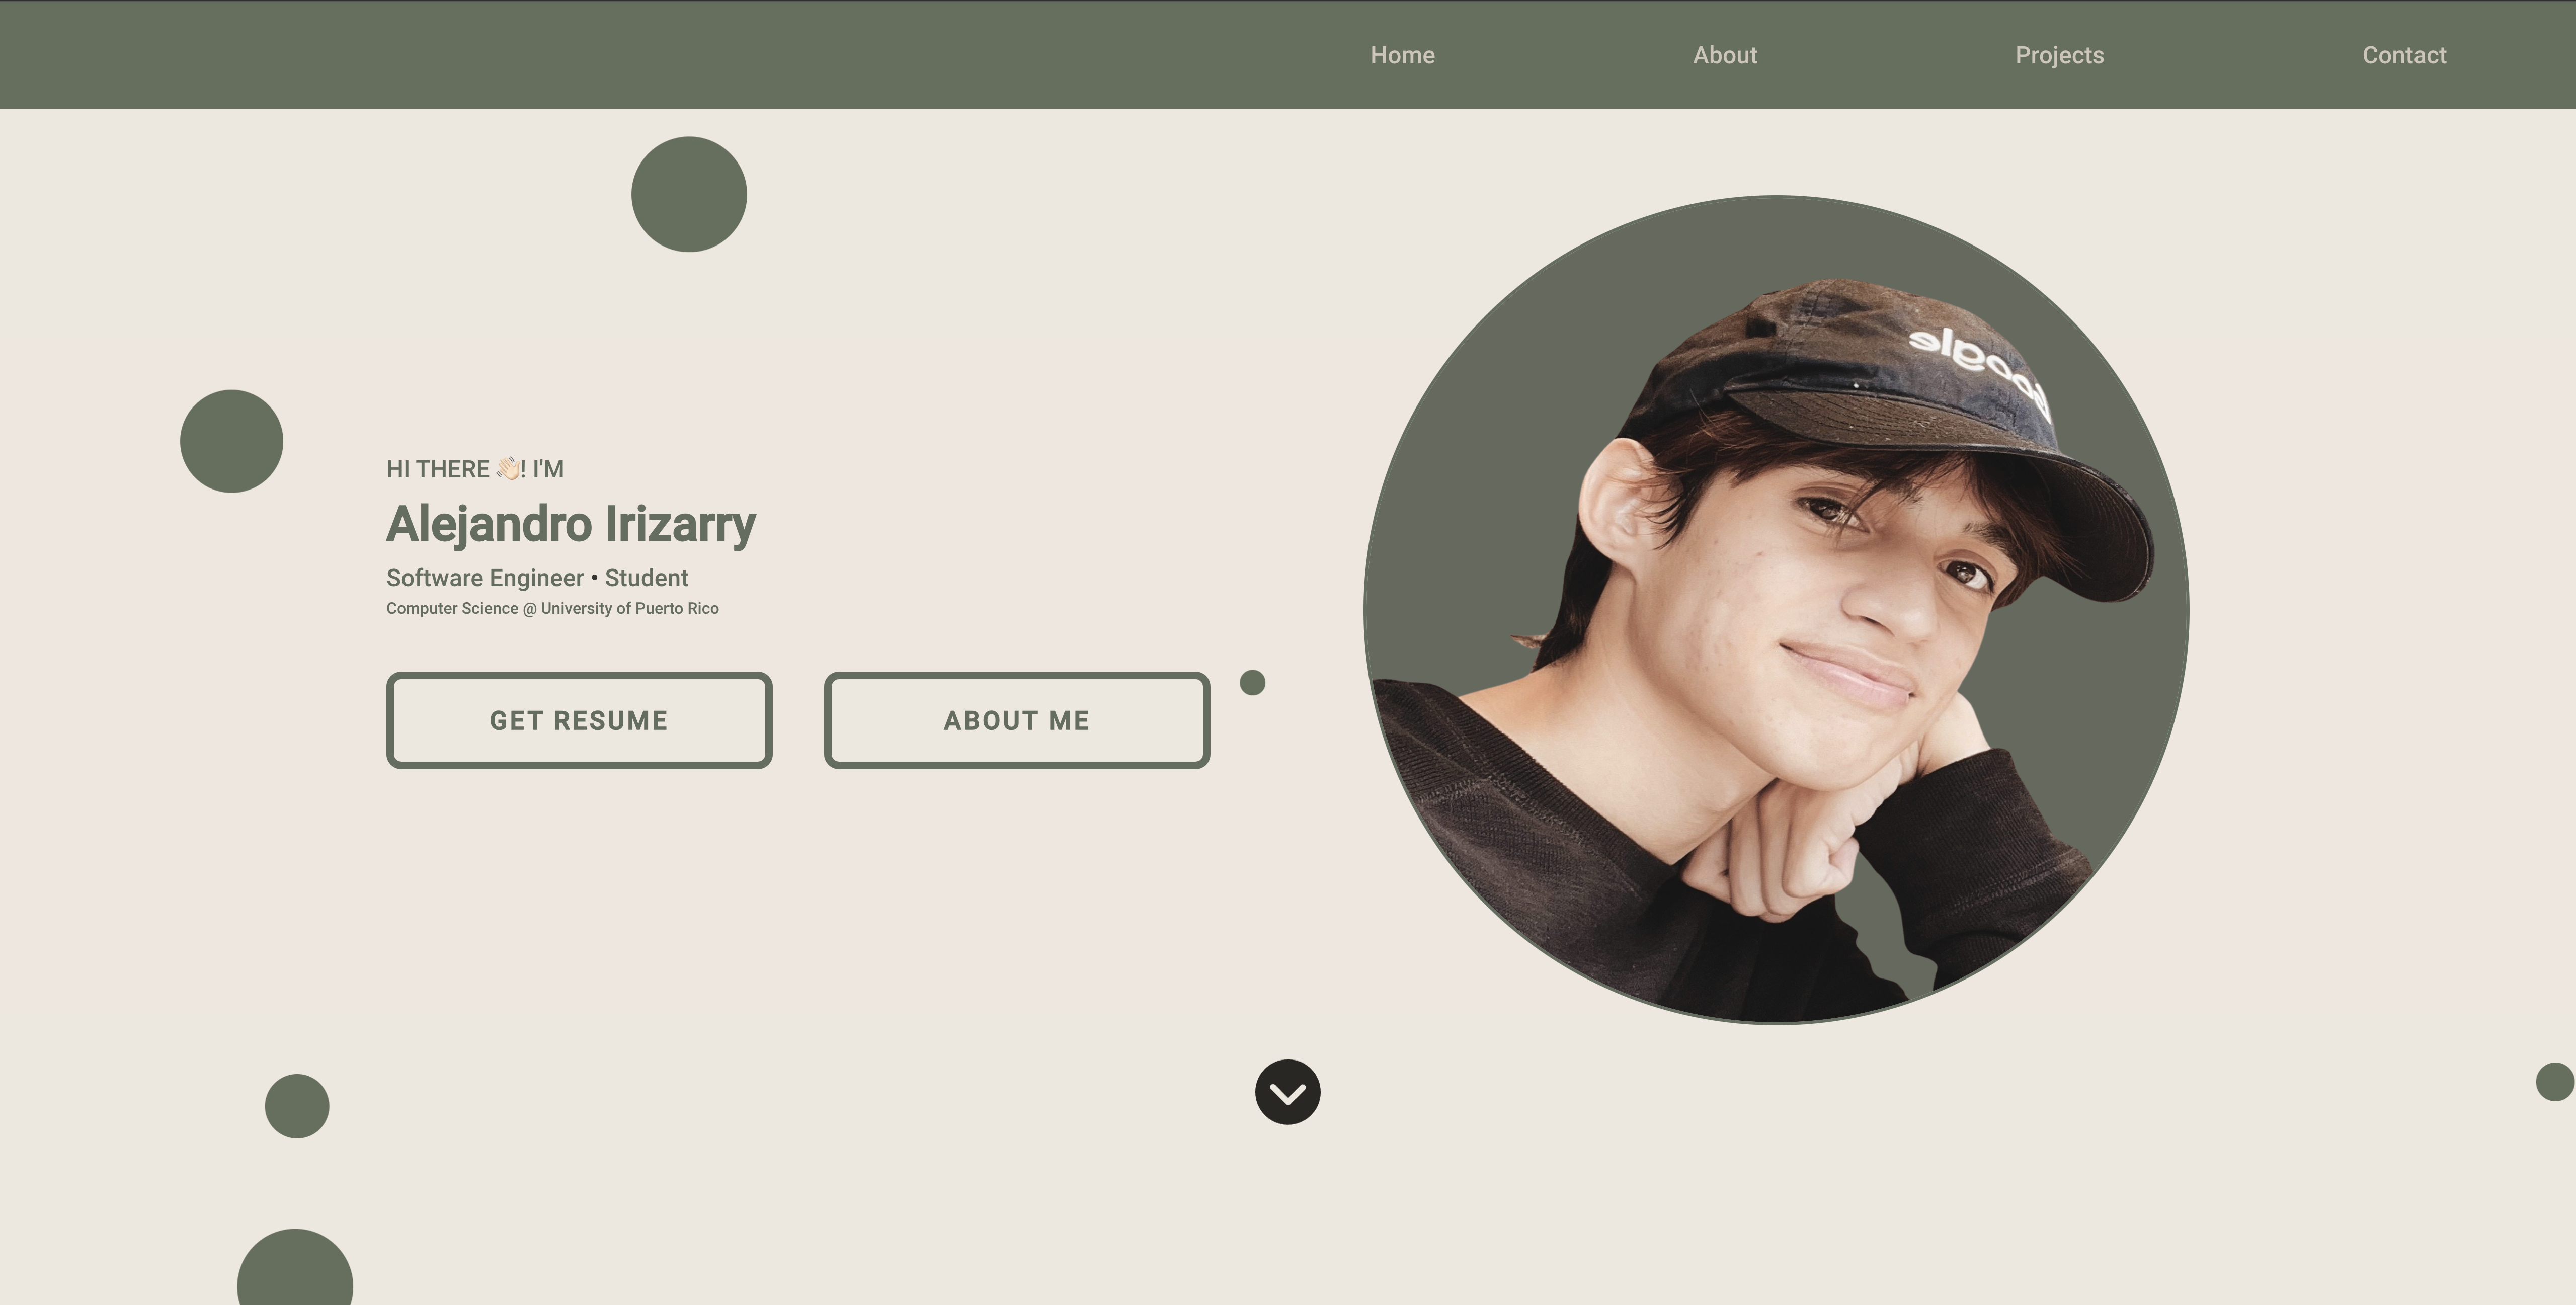 Home About Projects Contact
Google
HI THERE 👋🏻! I'M
Alejandro Irizarry
Software Engineer • Student
Computer Science @ University of Puerto Rico
GET RESUME ABOUT ME